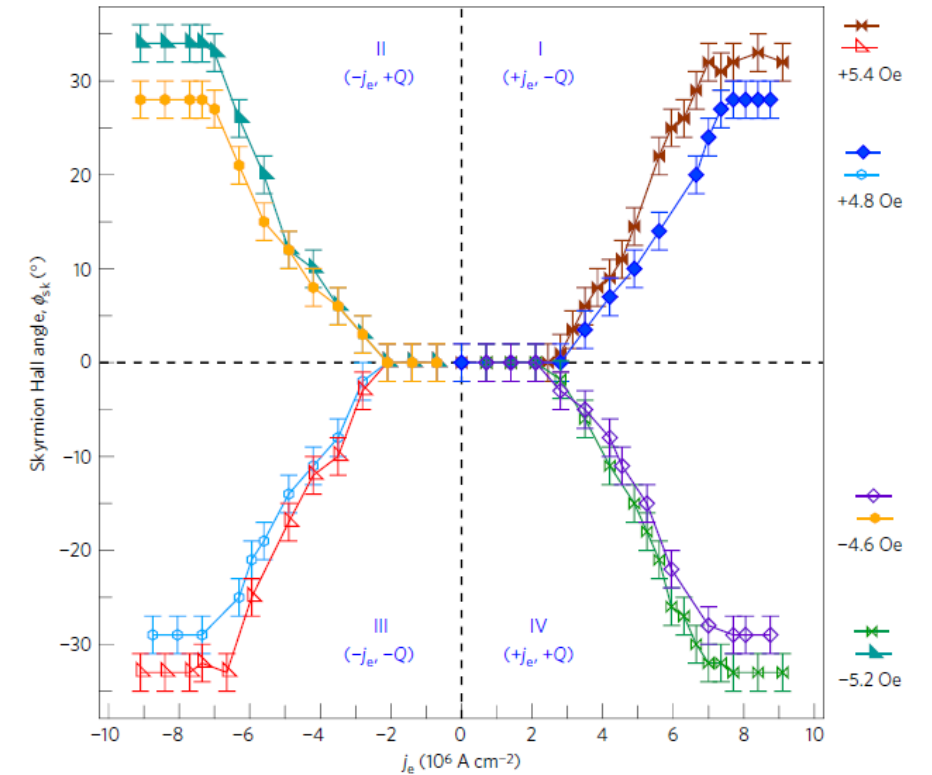 II
(−jₑ, +Q)
I
(+jₑ, −Q)
+5.4 Oe
+4.8 Oe
−4.6 Oe
−5.2 Oe
III
(−jₑ, −Q)
IV
(+jₑ, +Q)
Skyrmion Hall angle, ϕsk (°)
30
20
10
0
−10
−20
−30
−10 −8 −6 −4 −2 0 2 4 6 8 10
jₑ (10⁶ A cm⁻²)